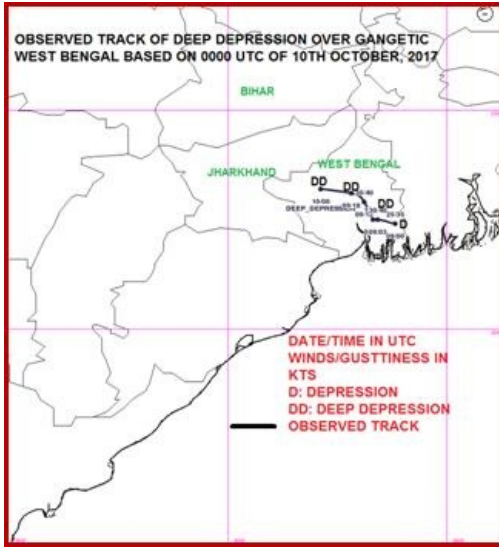 OBSERVED TRACK OF DEEP DEPRESSION OVER GANGETIC
WEST BENGAL BASED ON 0000 UTC OF 10TH OCTOBER, 2017
BIHAR
JHARKHAND
WEST BENGAL
DD
DD
DD
D
DATE/TIME IN UTC
WINDS/GUSTTINESS IN
KTS
D: DEPRESSION
DD: DEEP DEPRESSION
OBSERVED TRACK